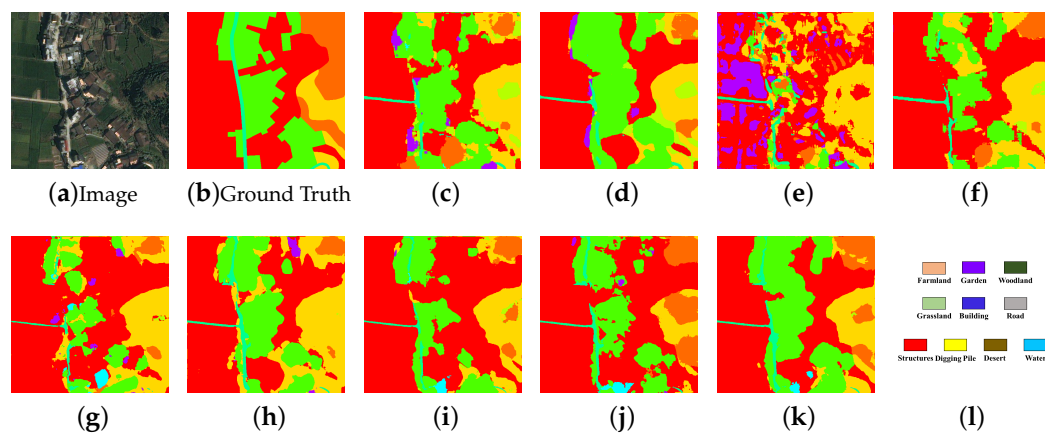 (a)Image (b)Ground Truth (c) (d) (e) (f)
Farmland Garden Woodland
Grassland Building Road
Structures Digging Pile Desert Water
(g) (h) (i) (j) (k) (l)